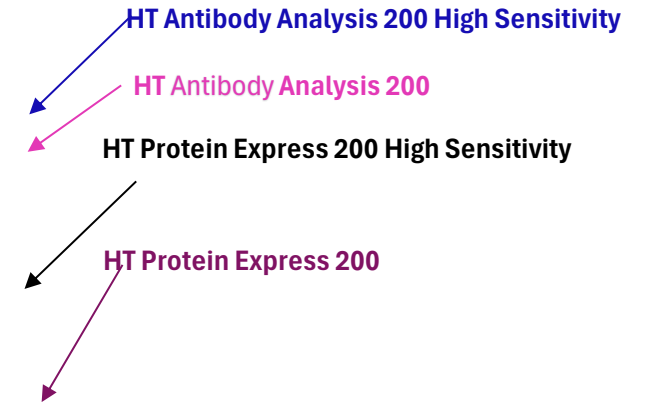 HT Antibody Analysis 200 High Sensitivity
HT Antibody Analysis 200
HT Protein Express 200 High Sensitivity
HT Protein Express 200